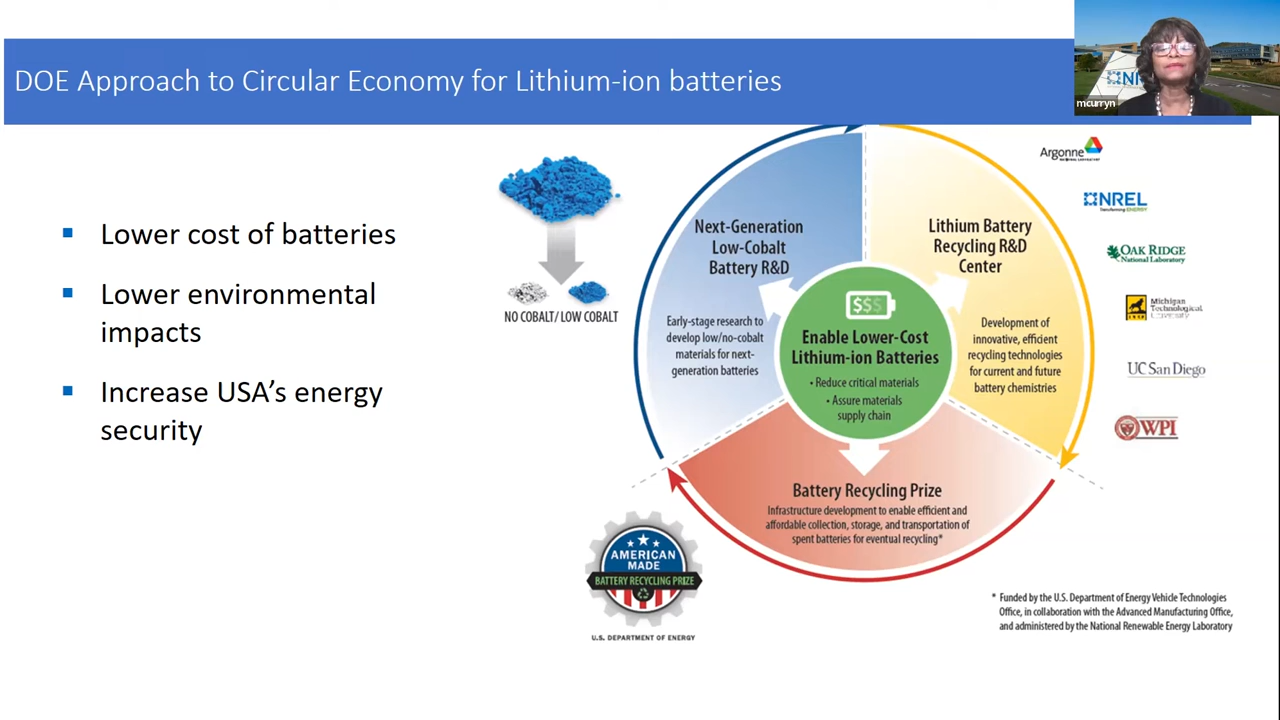 DOE Approach to Circular Economy for Lithium-ion batteries
mcurryn
Lower cost of batteries
Lower environmental
impacts
Increase USA’s energy
security
NO COBALT/ LOW COBALT
Next-Generation
Low-Cobalt
Battery R&D
Early-stage research to
develop low/no-cobalt
materials for next-
generation batteries
Lithium Battery
Recycling R&D
Center
Development of
innovative, efficient
recycling technologies
for current and future
battery chemistries
$$$
Enable Lower-Cost
Lithium-ion Batteries
• Reduce critical materials
• Assure materials
supply chain
Battery Recycling Prize
Infrastructure development to enable efficient and
affordable collection, storage, and transportation of
spent batteries for eventual recycling*
AMERICAN
MADE
BATTERY RECYCLING PRIZE
U.S. DEPARTMENT OF ENERGY
Argonne
NATIONAL LABORATORY
NREL
Transforming ENERGY
OAK RIDGE
National Laboratory
Michigan
Technological
University
UC San Diego
WPI
* Funded by the U.S. Department of Energy Vehicle Technologies
Office, in collaboration with the Advanced Manufacturing Office,
and administered by the National Renewable Energy Laboratory